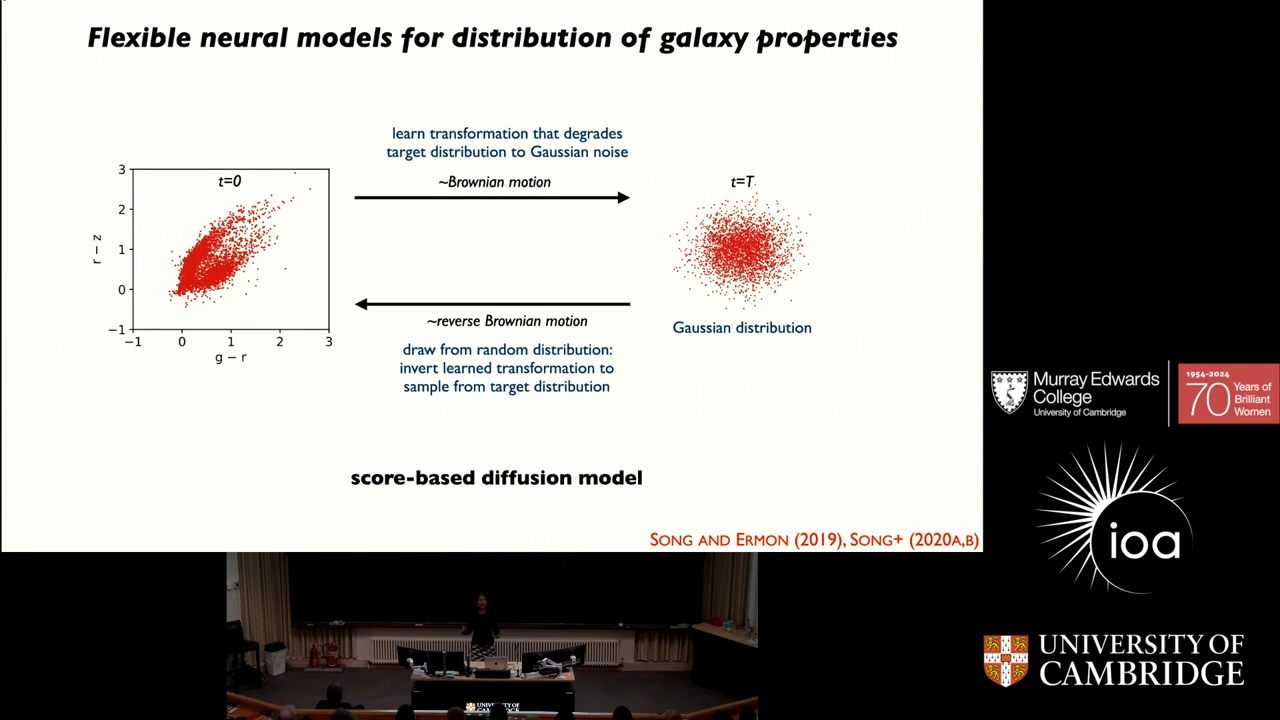 Flexible neural models for distribution of galaxy properties
learn transformation that degrades
target distribution to Gaussian noise
~Brownian motion
t=0
t=T
3
2
1
0
−1
r − z
−1
0
1
2
3
g − r
~reverse Brownian motion
Gaussian distribution
draw from random distribution:
invert learned transformation to
sample from target distribution
score-based diffusion model
SONG AND ERMON (2019), SONG+ (2020A,B)
Murray Edwards
College
University of Cambridge
1954-2024
70
Years of
Brilliant
Women
ioa
UNIVERSITY OF
CAMBRIDGE
UNIVERSITY OF
CAMBRIDGE